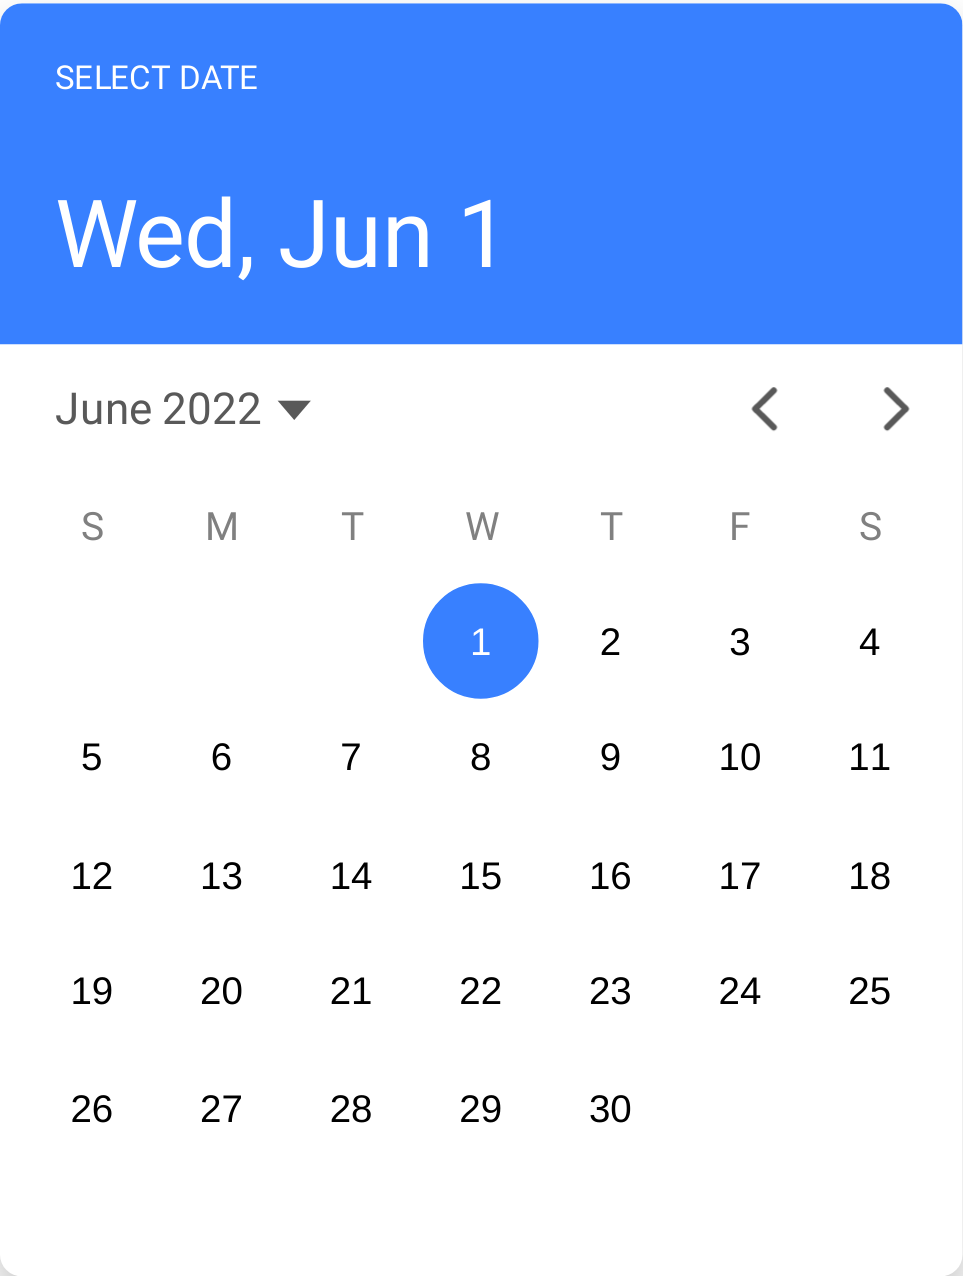 SELECT DATE
Wed, Jun 1
June 2022
S M T W T F S
1 2 3 4
5 6 7 8 9 10 11
12 13 14 15 16 17 18
19 20 21 22 23 24 25
26 27 28 29 30